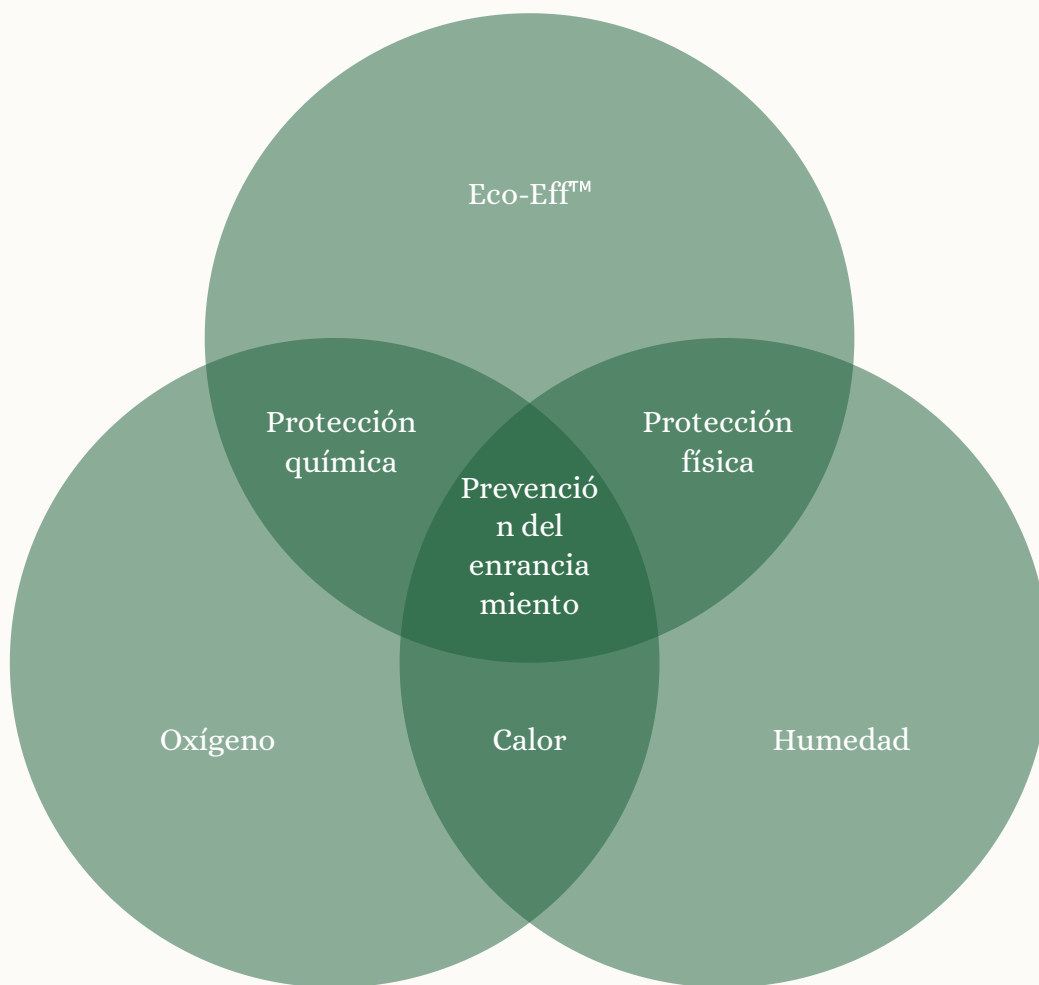 Eco-Eff™
Protección
química
Protección
física
Prevenció
n del
enrancia
miento
Oxígeno
Calor
Humedad